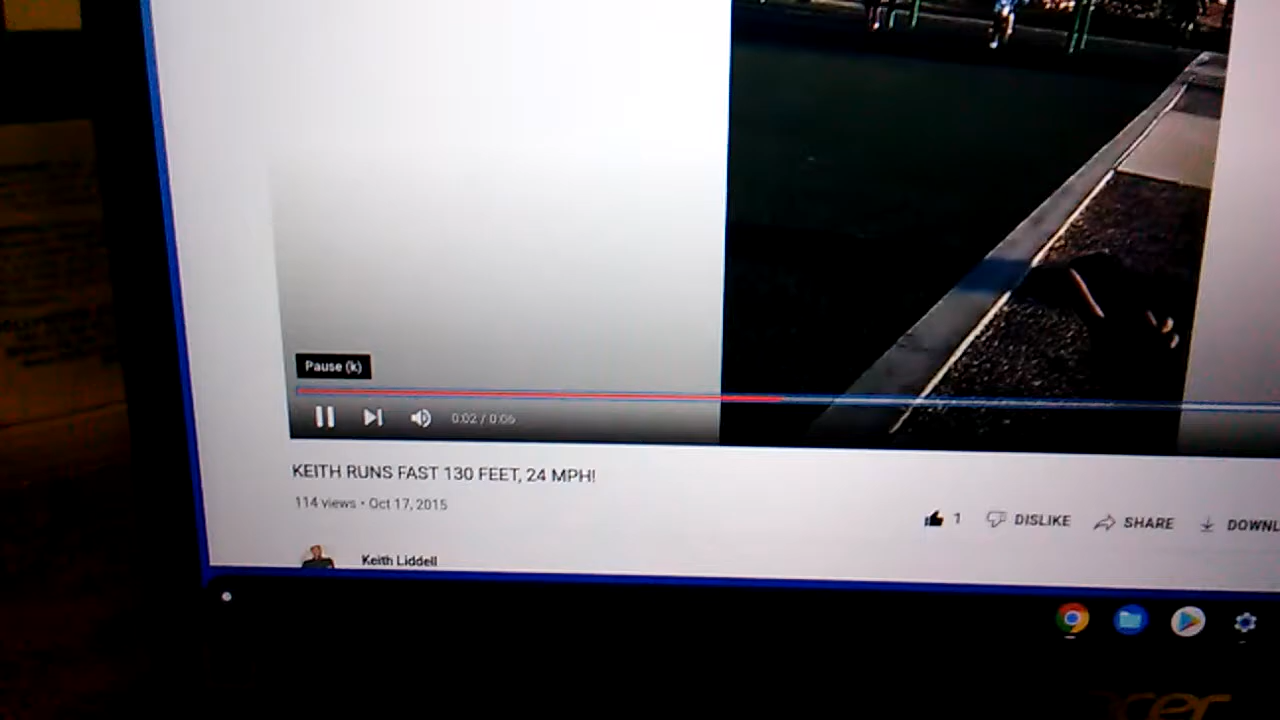 Pause (k)
0:02 / 0:06
KEITH RUNS FAST 130 FEET, 24 MPH!
114 views • Oct 17, 2015
1 DISLIKE SHARE DOWNL
Keith Liddell
acer